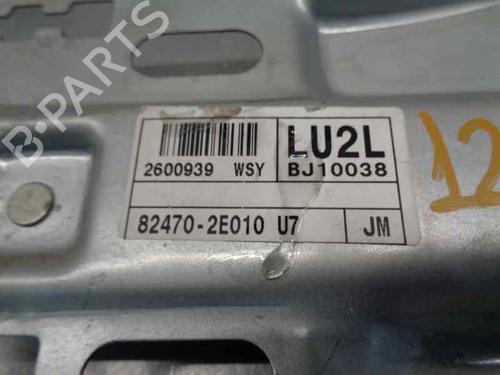 B-PARTS
LU2L
2600939 WSY BJ10038
82470-2E010 U7 JM
12